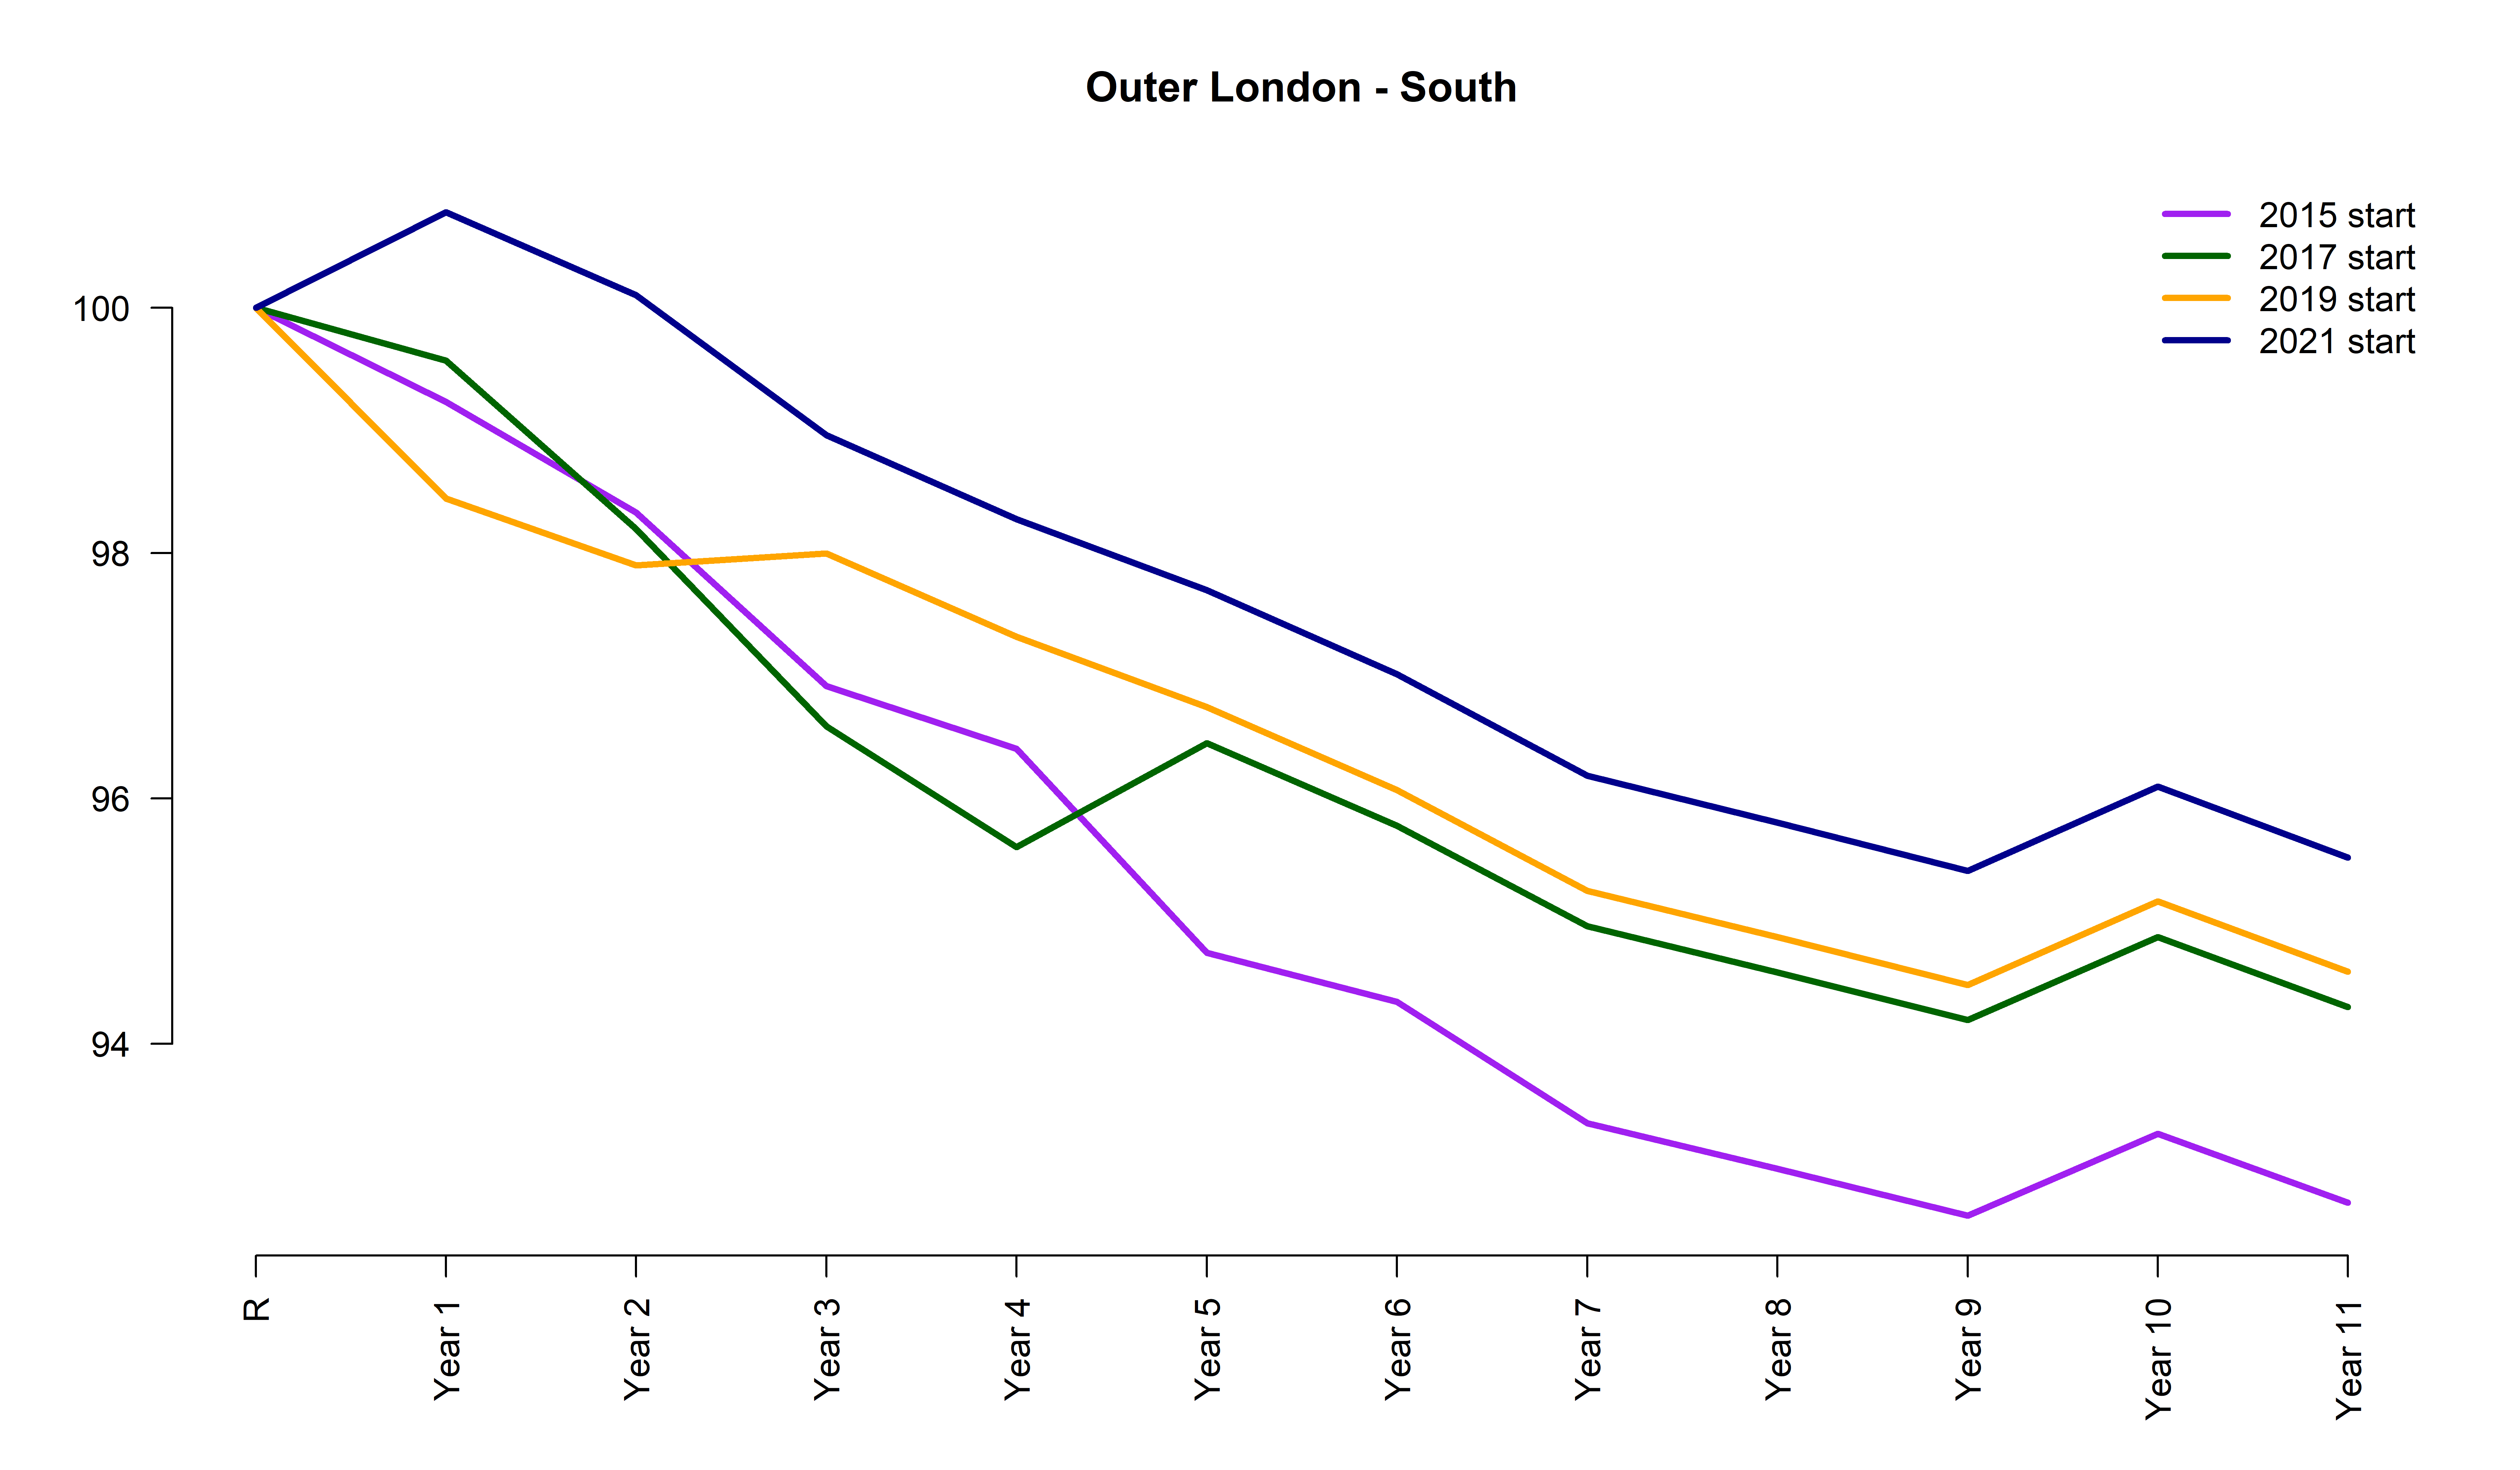 Outer London - South
2015 start
2017 start
2019 start
2021 start
100
98
96
94
R
Year 1
Year 2
Year 3
Year 4
Year 5
Year 6
Year 7
Year 8
Year 9
Year 10
Year 11